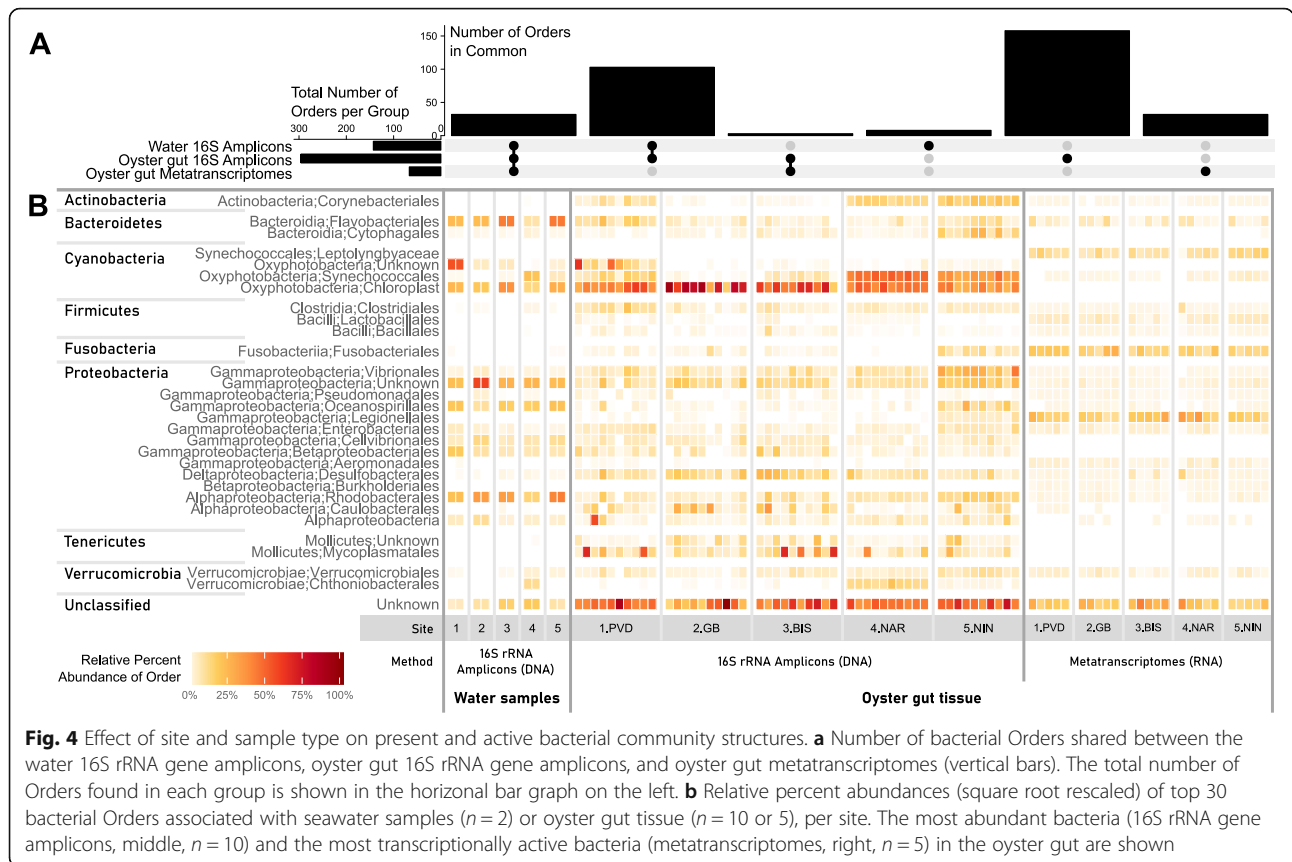 A
Number of Orders
in Common
150
100
50
0
Total Number of
Orders per Group
300 200 100 0
Water 16S Amplicons
Oyster gut 16S Amplicons
Oyster gut Metatranscriptomes
B
Actinobacteria
Actinobacteria;Corynebacteriales
Bacteroidetes
Bacteroidia;Flavobacteriales
Bacteroidia;Cytophagales
Cyanobacteria
Synechococcales;Leptolyngbyaceae
Oxyphotobacteria;Unknown
Oxyphotobacteria;Synechococcales
Oxyphotobacteria;Chloroplast
Firmicutes
Clostridia;Clostridiales
Bacilli;Lactobacillales
Bacilli;Bacillales
Fusobacteria
Fusobacteriia;Fusobacteriales
Proteobacteria
Gammaproteobacteria;Vibrionales
Gammaproteobacteria;Unknown
Gammaproteobacteria;Pseudomonadales
Gammaproteobacteria;Oceanospirillales
Gammaproteobacteria;Legionellales
Gammaproteobacteria;Enterobacteriales
Gammaproteobacteria;Cellvibrionales
Gammaproteobacteria;Betaproteobacteriales
Gammaproteobacteria;Aeromonadales
Deltaproteobacteria;Desulfobacterales
Betaproteobacteria;Burkholderiales
Alphaproteobacteria;Rhodobacterales
Alphaproteobacteria;Caulobacterales
Alphaproteobacteria
Tenericutes
Mollicutes;Unknown
Mollicutes;Mycoplasmatales
Verrucomicrobia
Verrucomicrobiae;Verrucomicrobiales
Verrucomicrobiae;Chthoniobacterales
Unclassified
Unknown
Site 1 2 3 4 5 1.PVD 2.GB 3.BIS 4.NAR 5.NIN 1.PVD 2.GB 3.BIS 4.NAR 5.NIN
Relative Percent
Abundance of Order
0% 25% 50% 75% 100%
Method
16S rRNA
Amplicons (DNA)
16S rRNA Amplicons (DNA)
Metatranscriptomes (RNA)
Water samples
Oyster gut tissue
Fig. 4 Effect of site and sample type on present and active bacterial community structures. a Number of bacterial Orders shared between the
water 16S rRNA gene amplicons, oyster gut 16S rRNA gene amplicons, and oyster gut metatranscriptomes (vertical bars). The total number of
Orders found in each group is shown in the horizonal bar graph on the left. b Relative percent abundances (square root rescaled) of top 30
bacterial Orders associated with seawater samples (n = 2) or oyster gut tissue (n = 10 or 5), per site. The most abundant bacteria (16S rRNA gene
amplicons, middle, n = 10) and the most transcriptionally active bacteria (metatranscriptomes, right, n = 5) in the oyster gut are shown